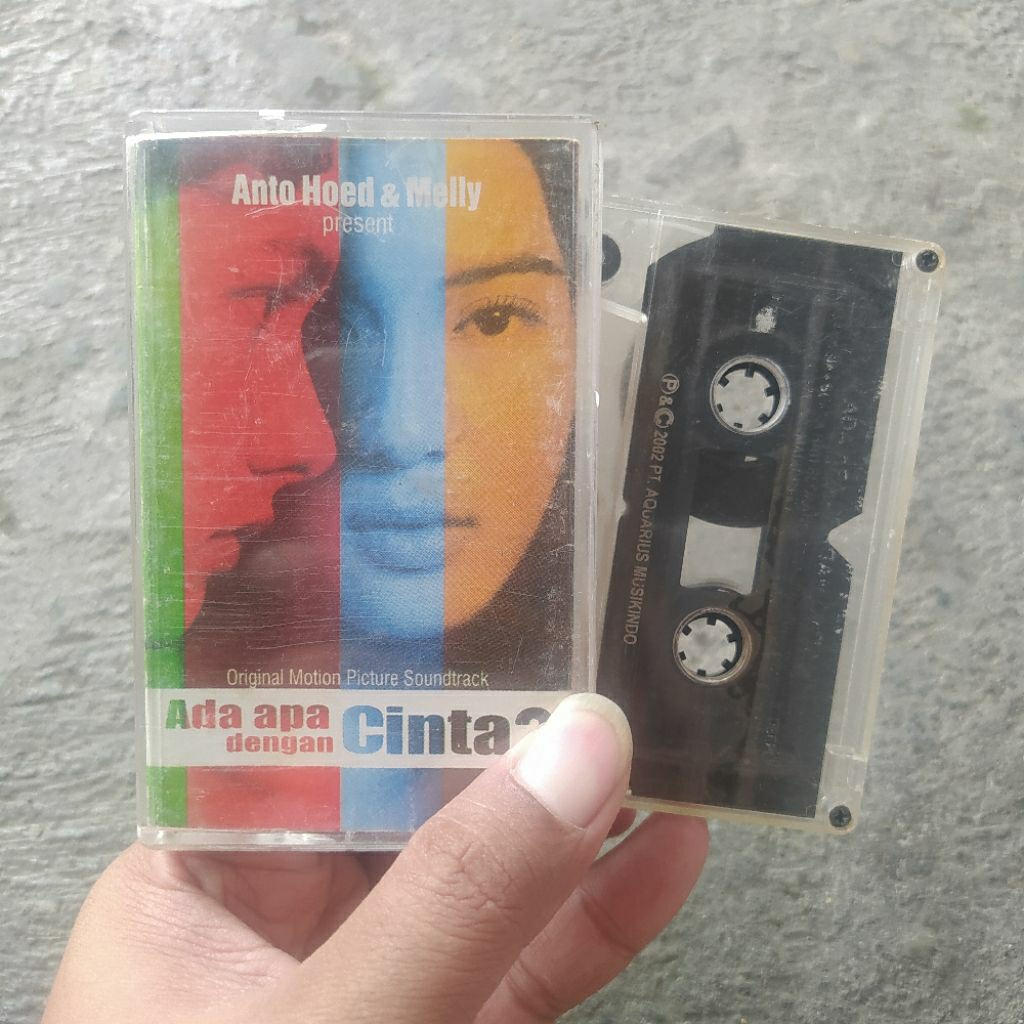 Anto Hoed & Melly
present
Original Motion Picture Soundtrack
Ada apa
dengan
Cinta?
Ⓟ & © 2002 PT. AQUARIUS MUSIKINDO